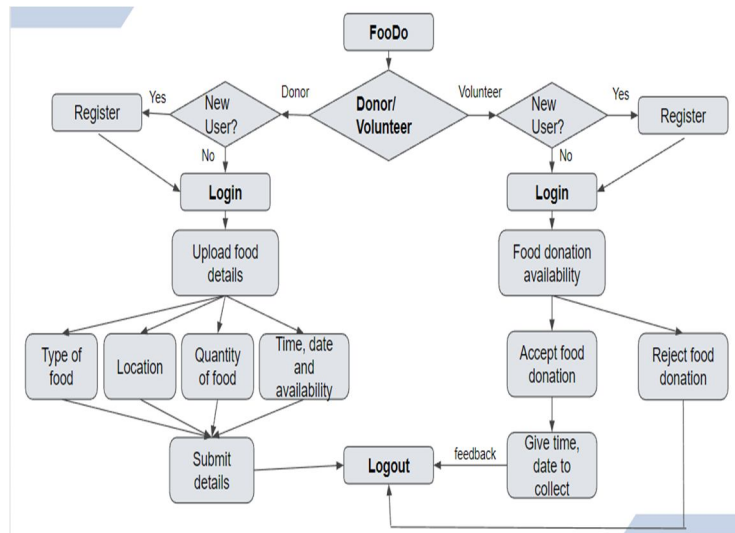 FooDo
Donor
Donor/
Volunteer
Volunteer
Yes
New
User?
New
User?
Yes
Register
Register
No
No
Login
Login
Upload food
details
Food donation
availability
Type of
food
Location
Quantity
of food
Time, date
and
availability
Accept food
donation
Reject food
donation
Submit
details
Logout
feedback
Give time,
date to
collect